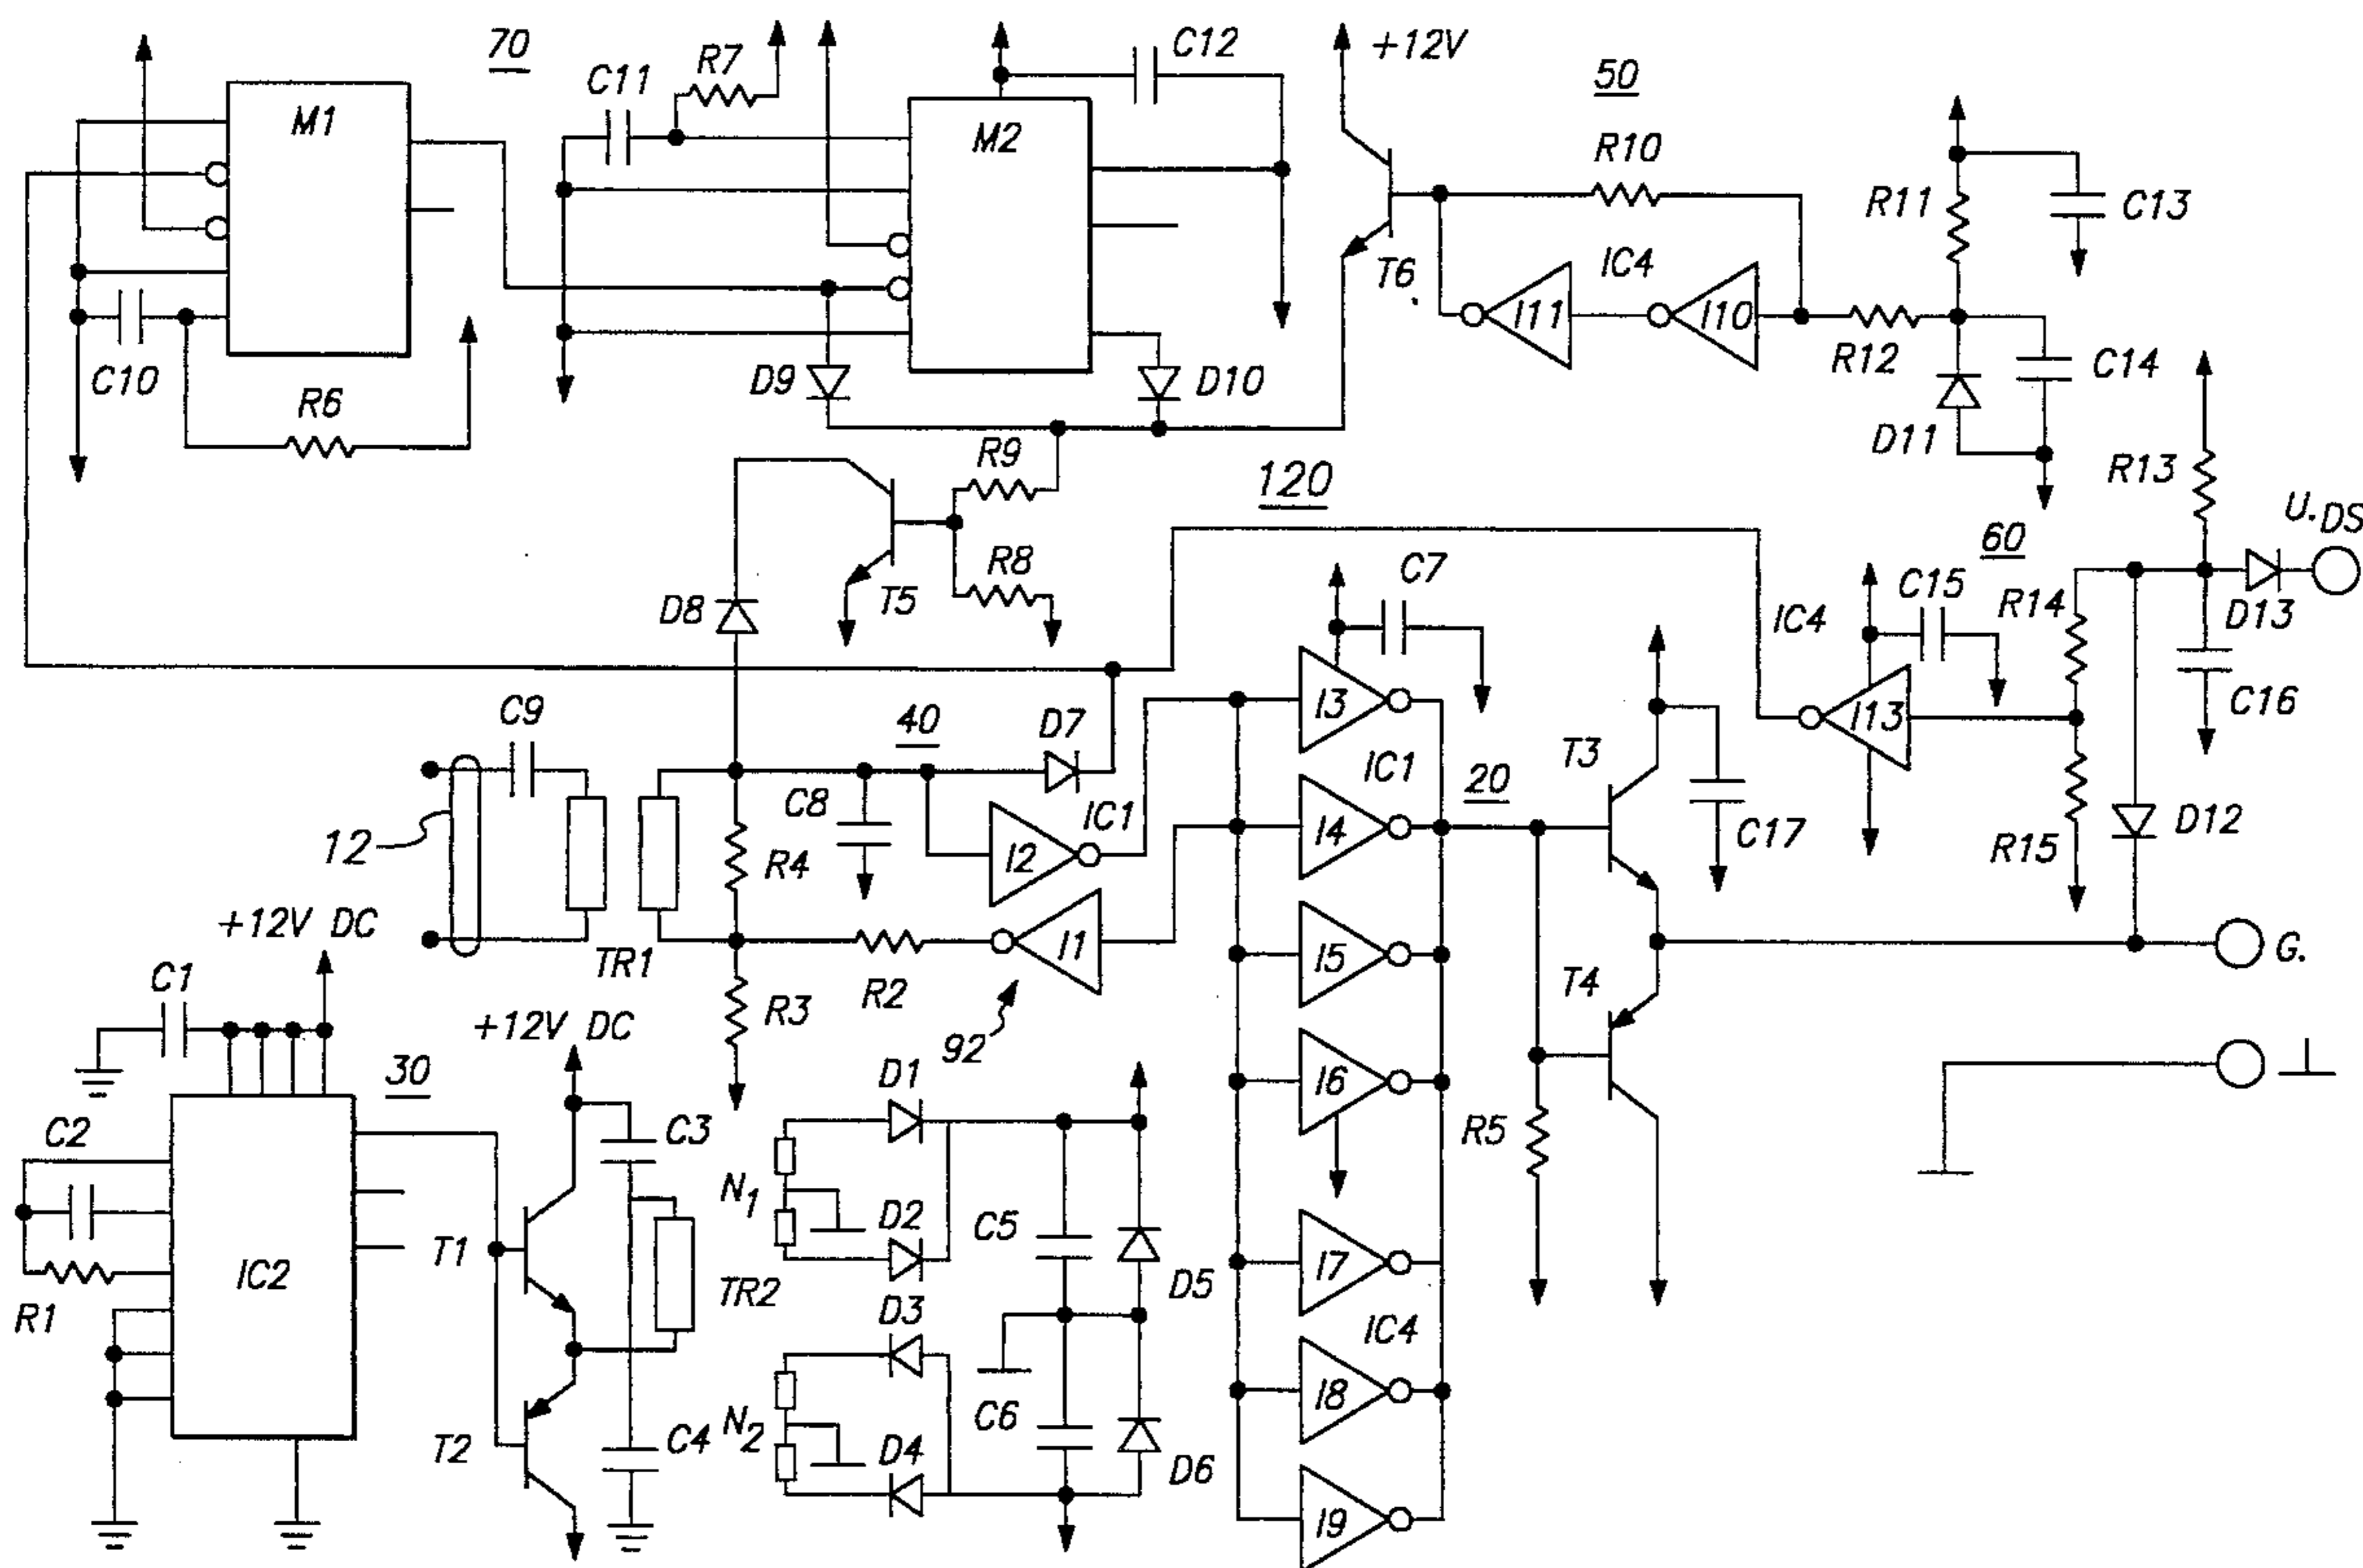 70
R7
C12
+12V
50
C11
M1
M2
R10
R11
C13
T6
IC4
I11
I10
R12
C14
C10
R6
D9
D10
D11
R9
120
R13
U.DS
60
R8
T5
D8
C7
C15
R14
IC4
D13
C9
40
D7
I3
I13
C16
T3
C8
IC1
IC1
20
12
I4
C17
D12
I2
R4
R15
+12V DC
TR1
R2
I1
I5
G.
C1
R3
T4
+12V DC
92
30
D1
I6
C2
C3
R5
N1
D2
C5
T1
IC2
I7
R1
TR2
D3
D5
IC4
I8
N2
C6
T2
C4
D4
D6
I9